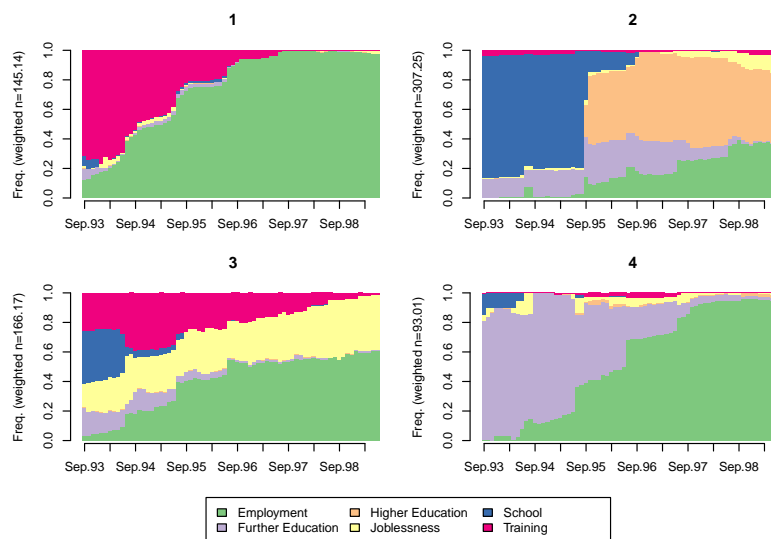 1
Freq. (weighted n=145.14)
0.0 0.2 0.4 0.6 0.8 1.0
Sep.93 Sep.94 Sep.95 Sep.96 Sep.97 Sep.98
2
Freq. (weighted n=307.25)
0.0 0.2 0.4 0.6 0.8 1.0
Sep.93 Sep.94 Sep.95 Sep.96 Sep.97 Sep.98
3
Freq. (weighted n=166.17)
0.0 0.2 0.4 0.6 0.8 1.0
Sep.93 Sep.94 Sep.95 Sep.96 Sep.97 Sep.98
4
Freq. (weighted n=93.01)
0.0 0.2 0.4 0.6 0.8 1.0
Sep.93 Sep.94 Sep.95 Sep.96 Sep.97 Sep.98
Employment Higher Education School
Further Education Joblessness Training